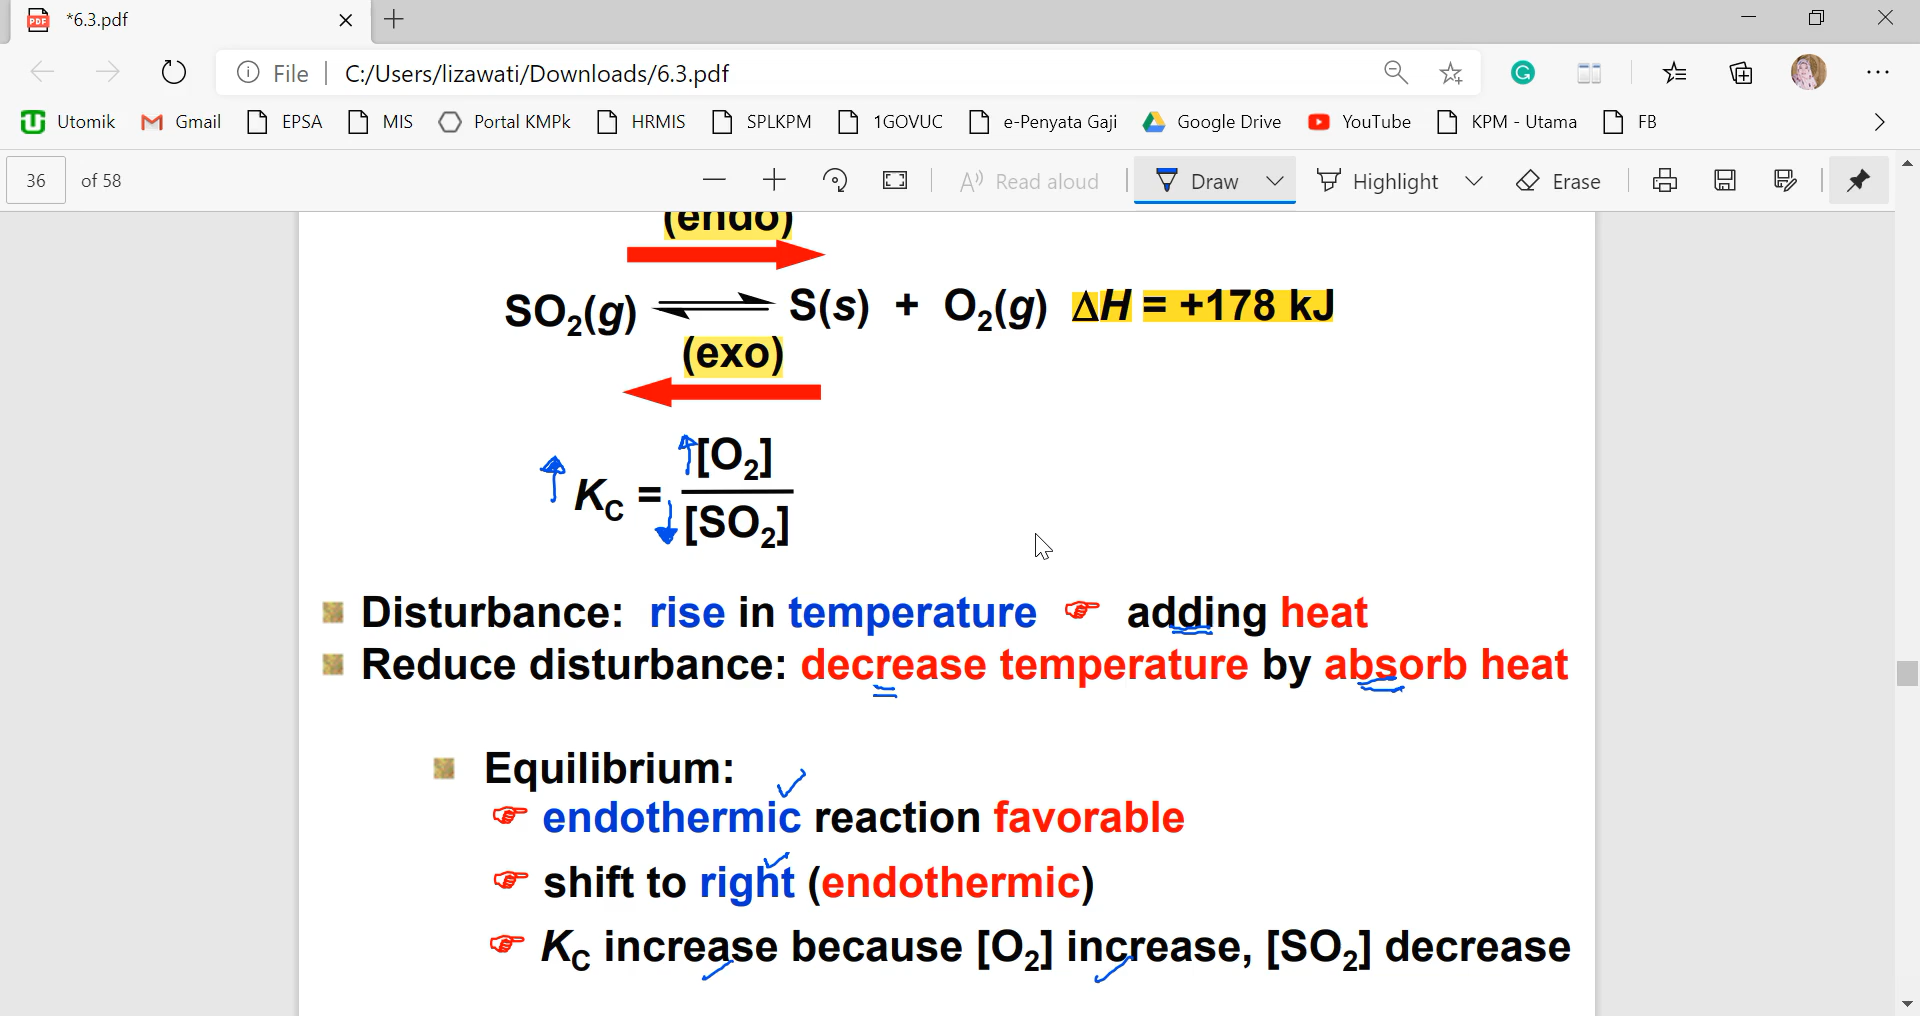 *6.3.pdf
File C:/Users/lizawati/Downloads/6.3.pdf
Utomik Gmail EPSA MIS Portal KMPk HRMIS SPLKPM 1GOVUC e-Penyata Gaji Google Drive YouTube KPM - Utama FB
36 of 58 Read aloud Draw Highlight Erase
(endo)
SO₂(g) ⇌ S(s) + O₂(g) ΔH = +178 kJ
(exo)
↑ K_C = ↑[O₂]
↓ [SO₂]
Disturbance: rise in temperature ☞ adding heat
Reduce disturbance: decrease temperature by absorb heat
Equilibrium:
☞ endothermic reaction favorable
☞ shift to right (endothermic)
☞ K_C increase because [O₂] increase, [SO₂] decrease